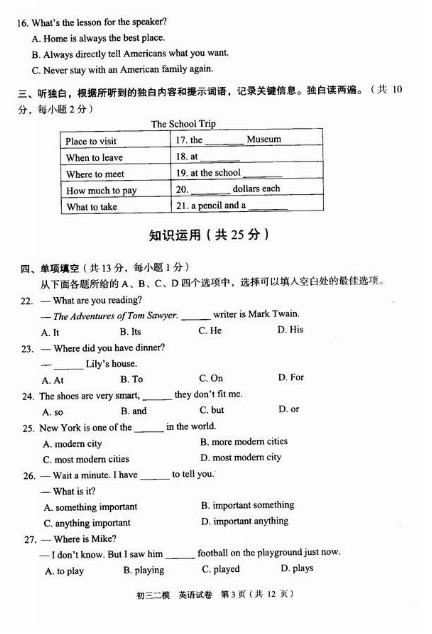 16. What's the lesson for the speaker?
A. Home is always the best place.
B. Always directly tell Americans what you want.
C. Never stay with an American family again.
三、听独白，根据所听到的独白内容和提示词语，记录关键信息。独白读两遍。（共 10
分，每小题 2 分）
The School Trip
Place to visit 17. the ______ Museum
When to leave 18. at ______
Where to meet 19. at the school ______
How much to pay 20. ______ dollars each
What to take 21. a pencil and a ______
知识运用（共 25 分）
四、单项填空（共 13 分，每小题 1 分）
从下面各题所给的 A、B、C、D 四个选项中，选择可以填入空白处的最佳选项。
22. — What are you reading?
— The Adventures of Tom Sawyer. ______ writer is Mark Twain.
A. It B. Its C. He D. His
23. — Where did you have dinner?
— ______ Lily's house.
A. At B. To C. On D. For
24. The shoes are very smart, ______ they don't fit me.
A. so B. and C. but D. or
25. New York is one of the ______ in the world.
A. modern city B. more modern cities
C. most modern cities D. most modern city
26. — Wait a minute. I have ______ to tell you.
— What is it?
A. something important B. important something
C. anything important D. important anything
27. — Where is Mike?
— I don't know. But I saw him ______ football on the playground just now.
A. to play B. playing C. played D. plays
初三二模 英语试卷 第 3 页（共 12 页）